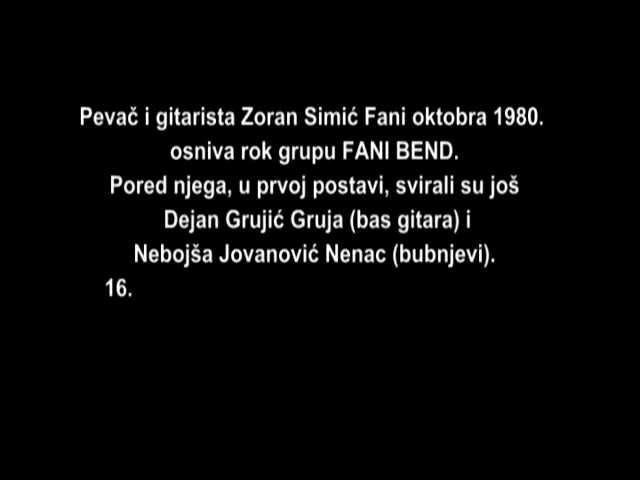 Pevač i gitarista Zoran Simić Fani oktobra 1980.
osniva rok grupu FANI BEND.
Pored njega, u prvoj postavi, svirali su još
Dejan Grujić Gruja (bas gitara) i
Nebojša Jovanović Nenac (bubnjevi).
16.